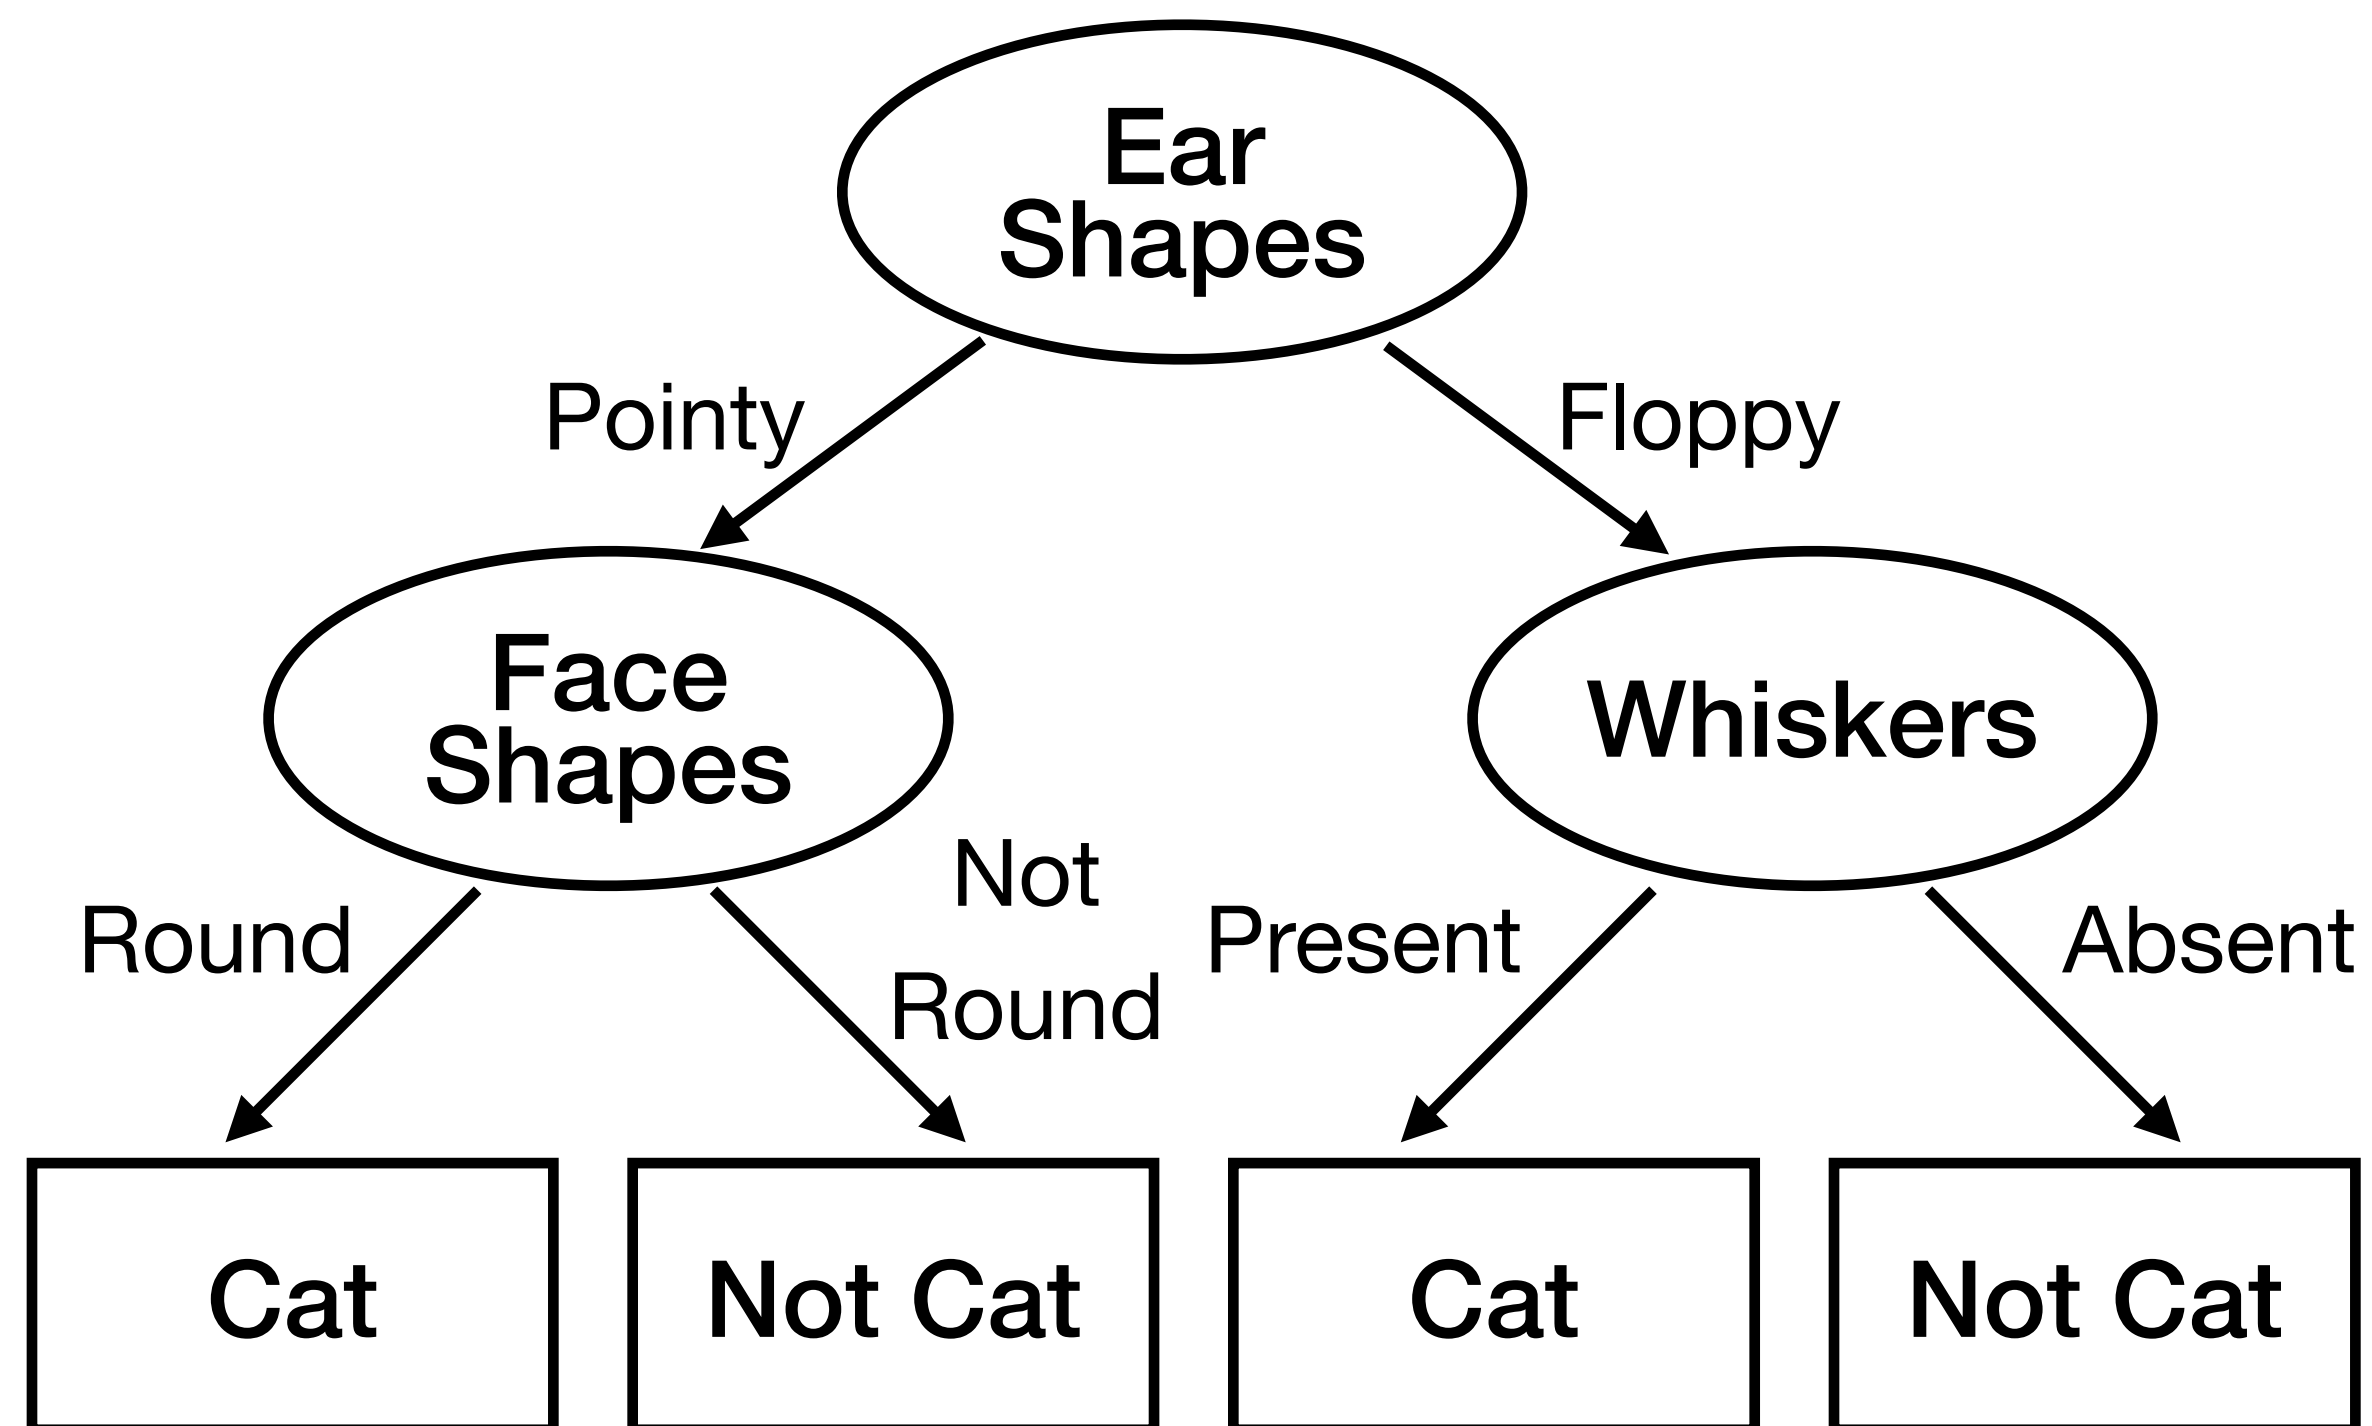 Ear
Shapes
Pointy
Floppy
Face
Shapes
Whiskers
Round
Not
Round
Present
Absent
Cat
Not Cat
Cat
Not Cat